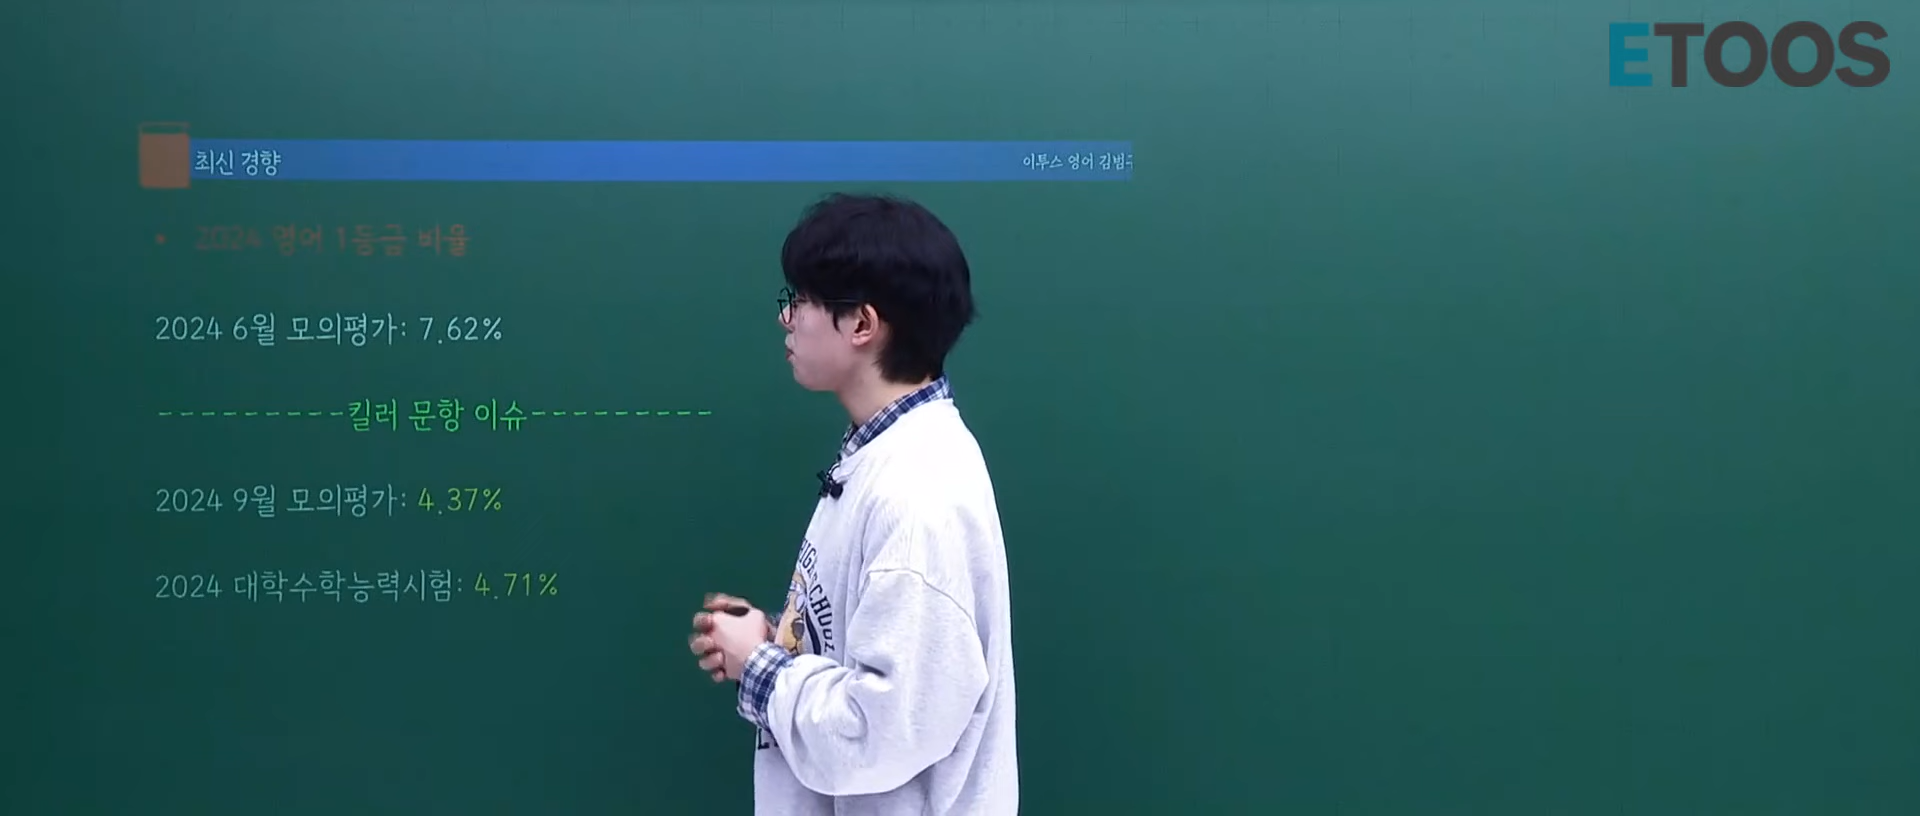 ETOOS
최신 경향
이투스 영어 김범구
• 2024 영어 1등급 비율
2024 6월 모의평가: 7.62%
---------킬러 문항 이슈---------
2024 9월 모의평가: 4.37%
2024 대학수학능력시험: 4.71%